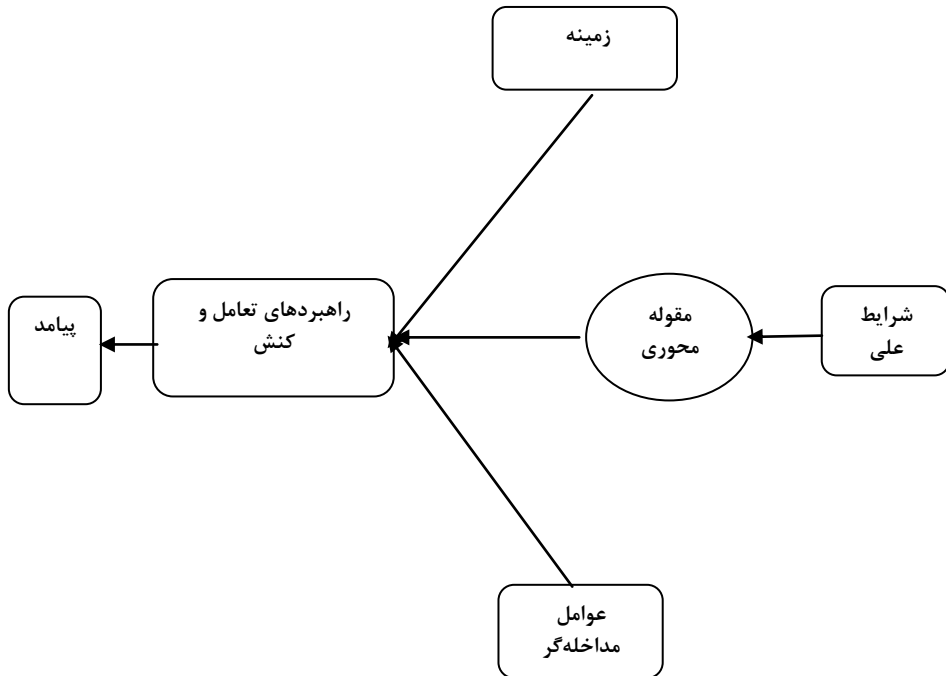 زمینه
شرایط
علی
مقوله
محوری
راهبردهای تعامل و
کنش
پیامد
عوامل
مداخله‌گر